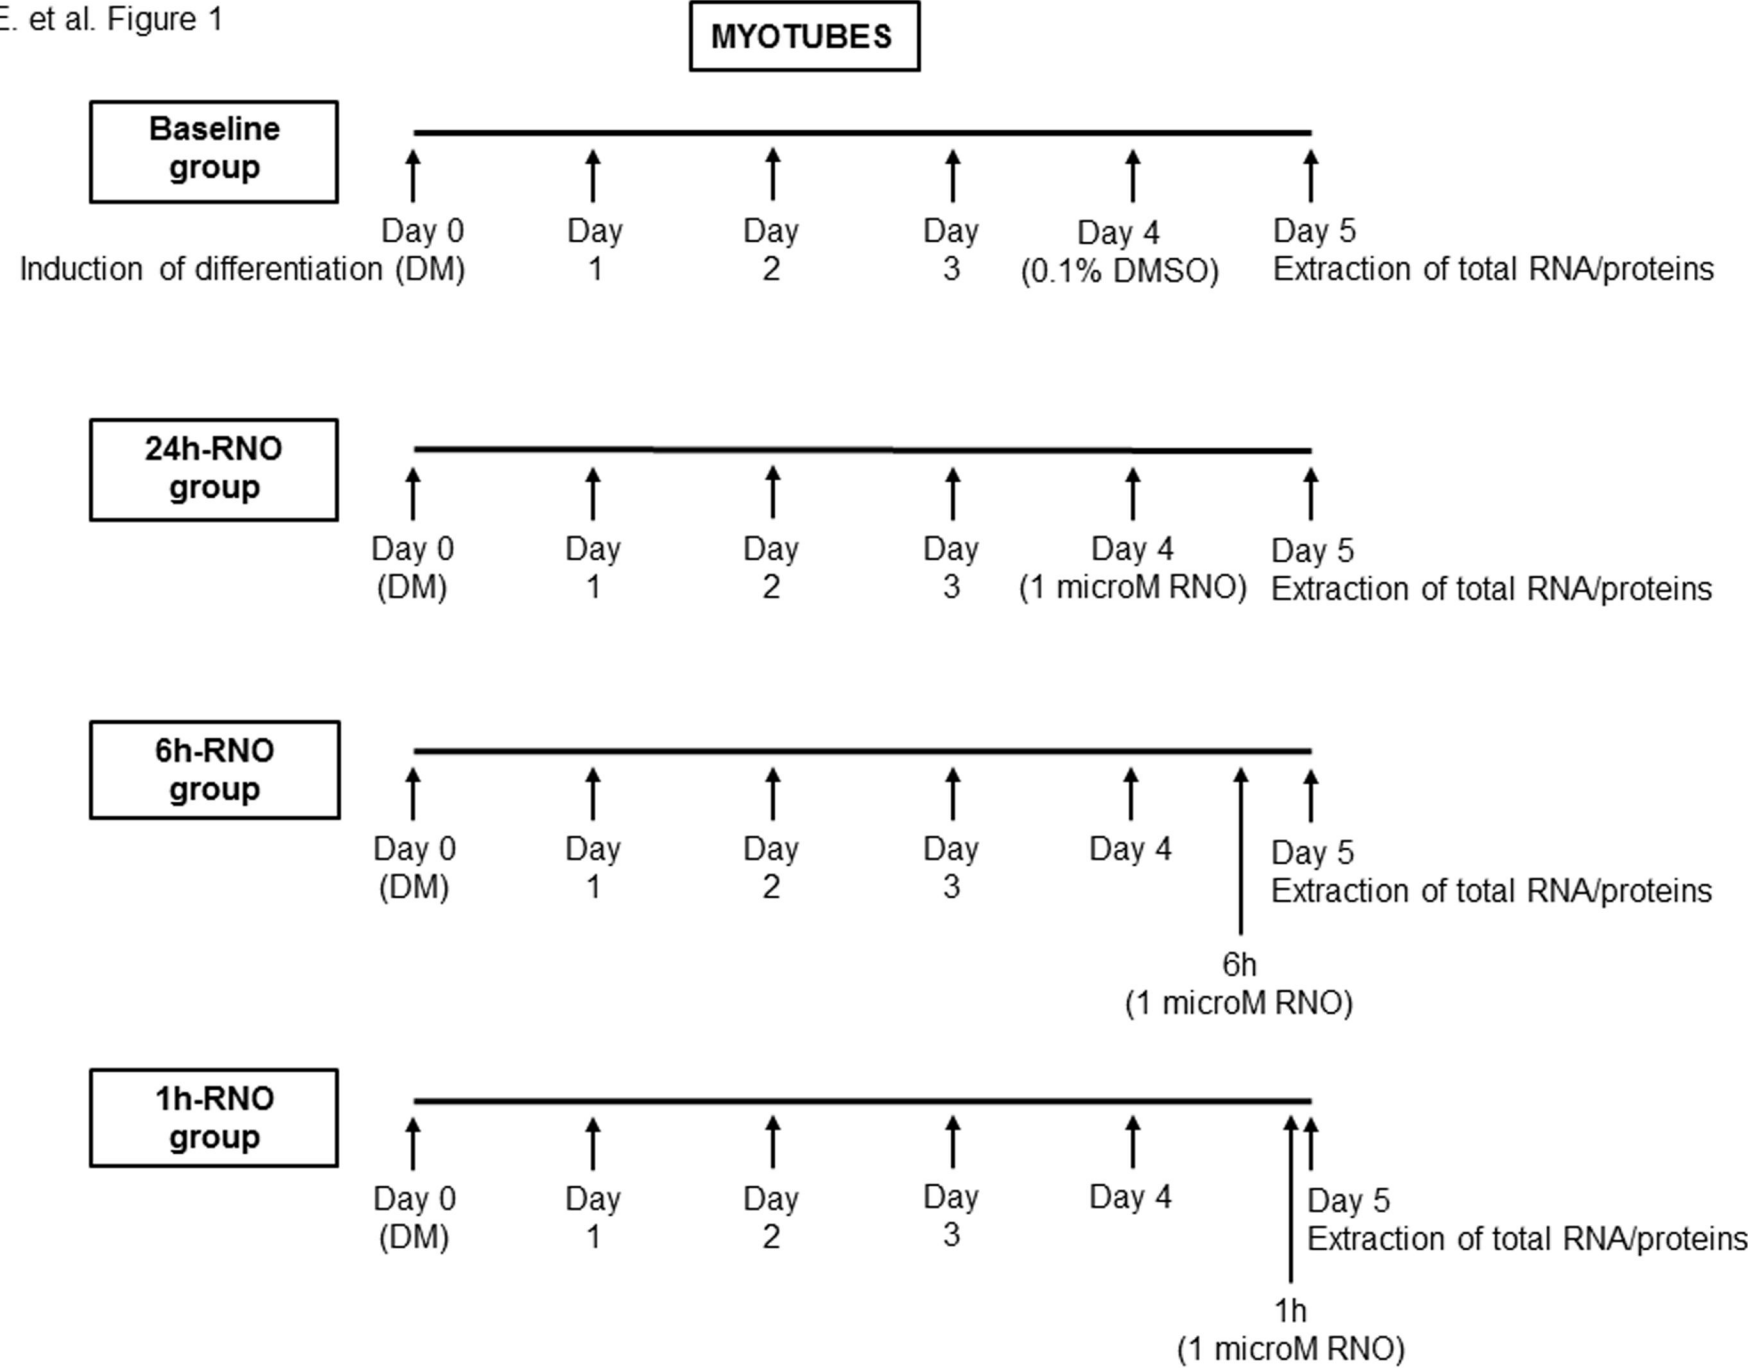 E. et al. Figure 1
MYOTUBES
Baseline
group
Day 0
Induction of differentiation (DM)
Day
1
Day
2
Day
3
Day 4
(0.1% DMSO)
Day 5
Extraction of total RNA/proteins
24h-RNO
group
Day 0
(DM)
Day
1
Day
2
Day
3
Day 4
(1 microM RNO)
Day 5
Extraction of total RNA/proteins
6h-RNO
group
Day 0
(DM)
Day
1
Day
2
Day
3
Day 4
Day 5
Extraction of total RNA/proteins
6h
(1 microM RNO)
1h-RNO
group
Day 0
(DM)
Day
1
Day
2
Day
3
Day 4
Day 5
Extraction of total RNA/proteins
1h
(1 microM RNO)